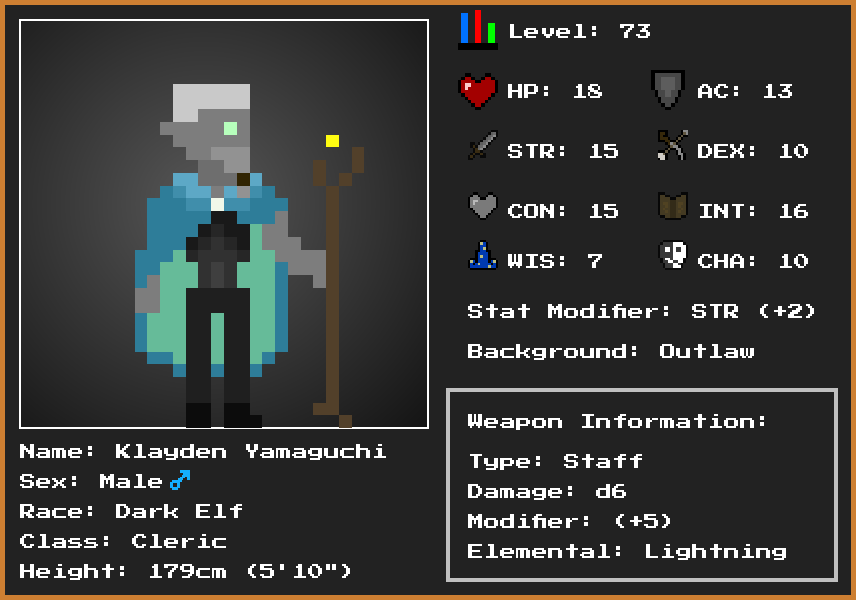 Level: 73
HP: 18
AC: 13
STR: 15
DEX: 10
CON: 15
INT: 16
WIS: 7
CHA: 10
Stat Modifier: STR (+2)
Background: Outlaw
Weapon Information:
Type: Staff
Damage: d6
Modifier: (+5)
Elemental: Lightning
Name: Klayden Yamaguchi
Sex: Male♂
Race: Dark Elf
Class: Cleric
Height: 179cm (5'10")